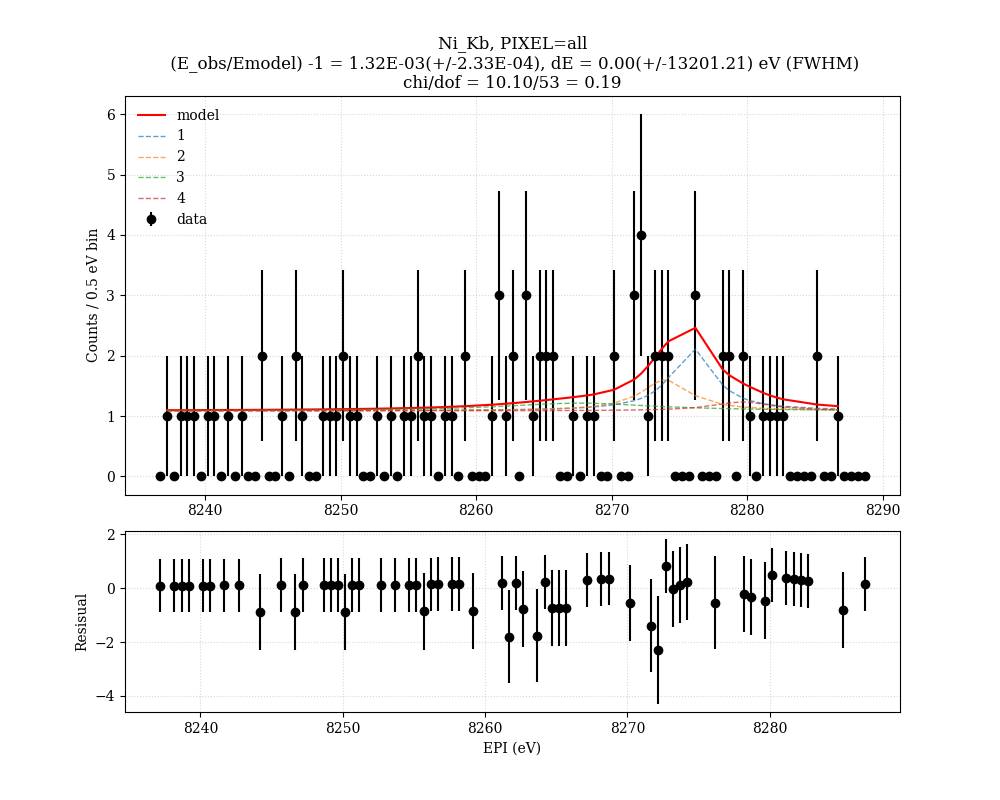 Ni_Kb, PIXEL=all
(E_obs/Emodel) -1 = 1.32E-03(+/-2.33E-04), dE = 0.00(+/-13201.21) eV (FWHM)
chi/dof = 10.10/53 = 0.19
model
1
2
3
4
data
Counts / 0.5 eV bin
6
5
4
3
2
1
0
8240 8250 8260 8270 8280 8290
Resisual
2
0
−2
−4
8240 8250 8260 8270 8280
EPI (eV)